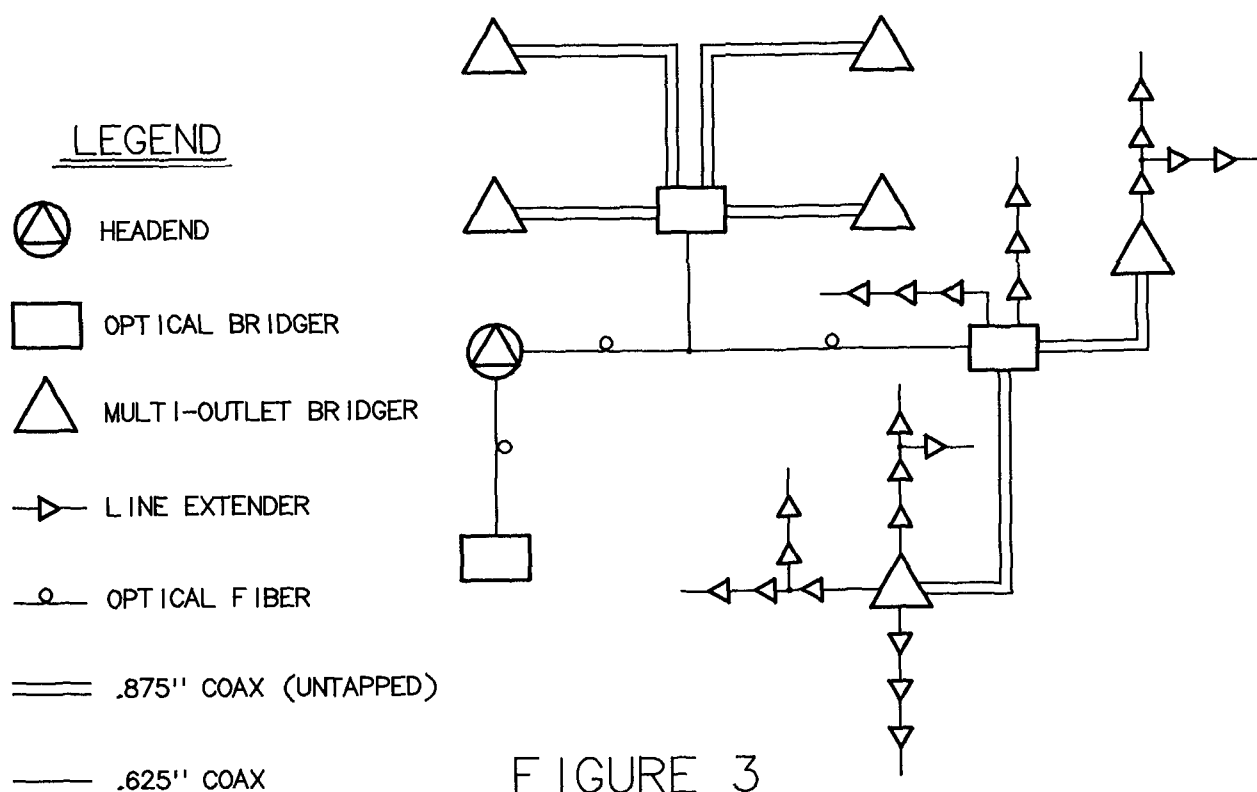 LEGEND
HEADEND
OPTICAL BRIDGER
MULTI-OUTLET BRIDGER
LINE EXTENDER
OPTICAL FIBER
.875" COAX (UNTAPPED)
.625" COAX
FIGURE 3